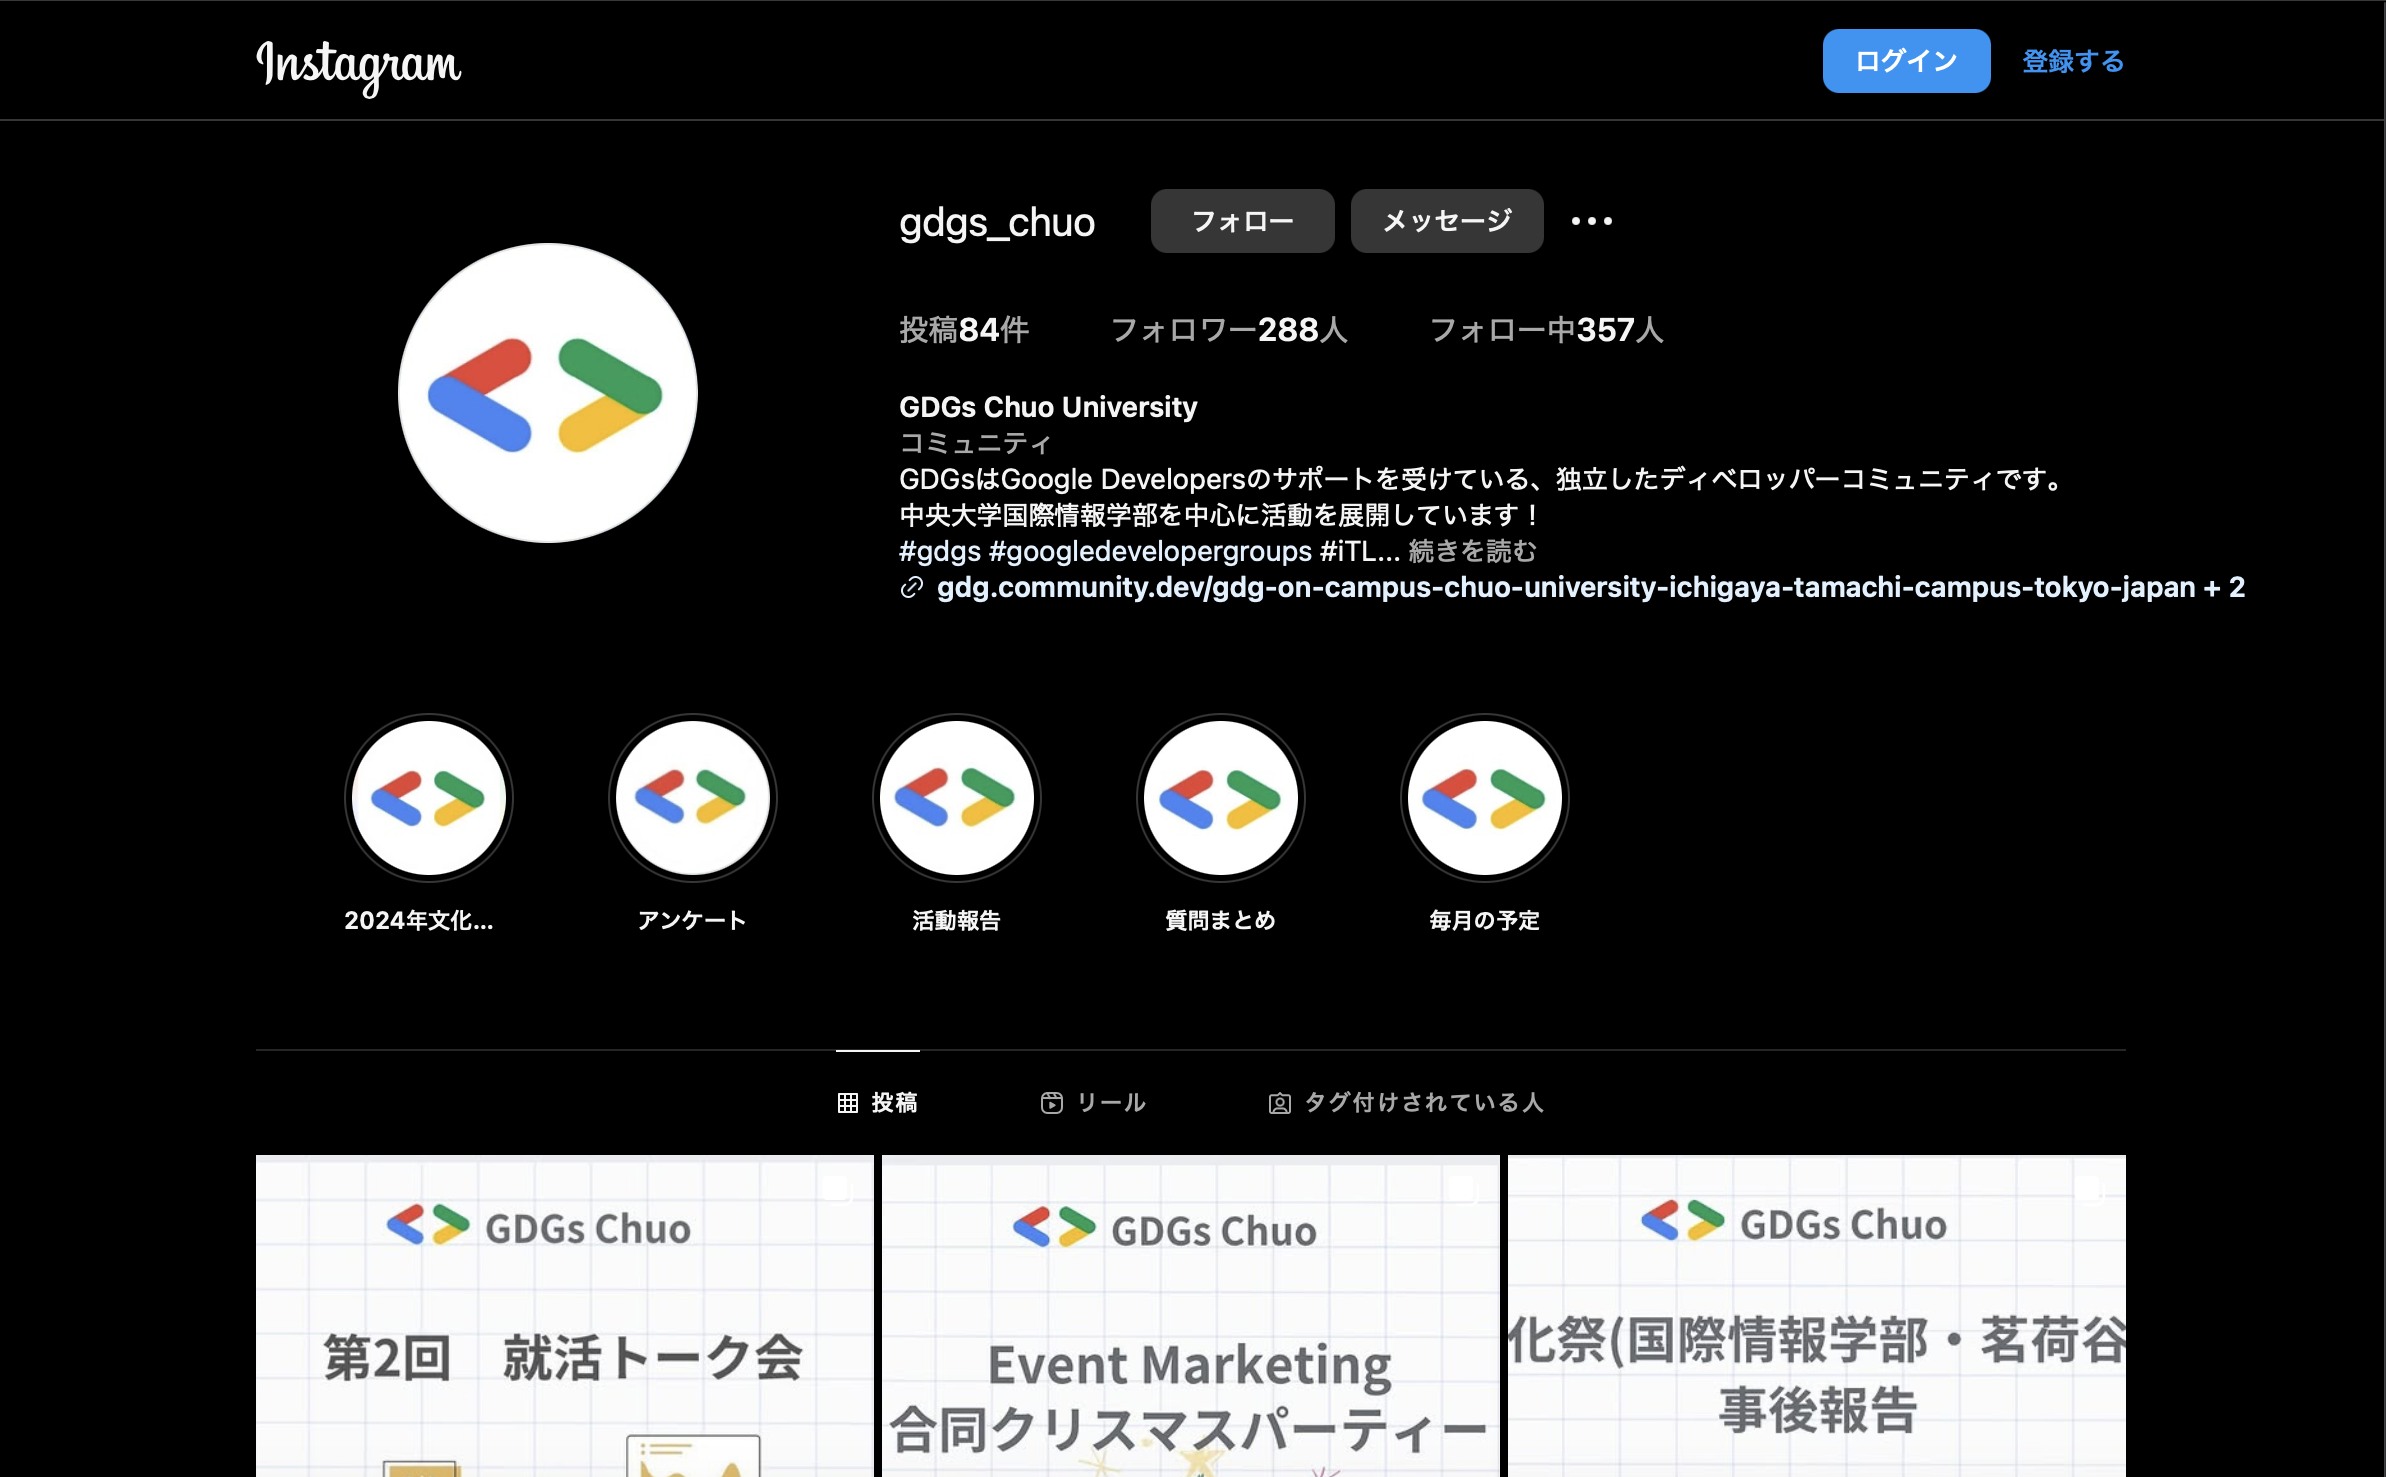 Instagram
ログイン 登録する
gdgs_chuo フォロー メッセージ
投稿84件 フォロワー288人 フォロー中357人
GDGs Chuo University
コミュニティ
GDGsはGoogle Developersのサポートを受けている、独立したディベロッパーコミュニティです。
中央大学国際情報学部を中心に活動を展開しています！
#gdgs #googledevelopergroups #iTL... 続きを読む
gdg.community.dev/gdg-on-campus-chuo-university-ichigaya-tamachi-campus-tokyo-japan + 2
2024年文化... アンケート 活動報告 質問まとめ 毎月の予定
投稿 リール タグ付けされている人
GDGs Chuo
第2回 就活トーク会
GDGs Chuo
Event Marketing
合同クリスマスパーティー
GDGs Chuo
化祭(国際情報学部・茗荷谷
事後報告